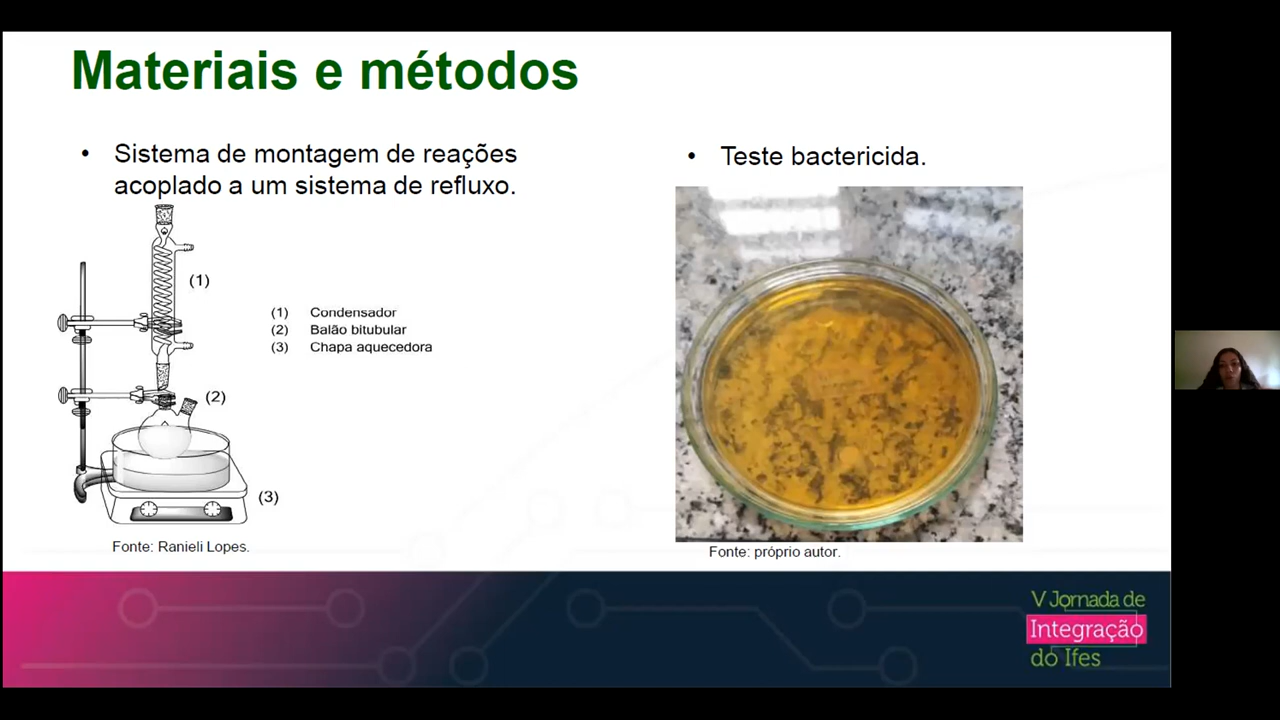 Materiais e métodos
• Sistema de montagem de reações
acoplado a um sistema de refluxo.
(1)
(2)
(3)
(1) Condensador
(2) Balão bitubular
(3) Chapa aquecedora
Fonte: Ranieli Lopes.
• Teste bactericida.
Fonte: próprio autor.
V Jornada de
Integração
do Ifes